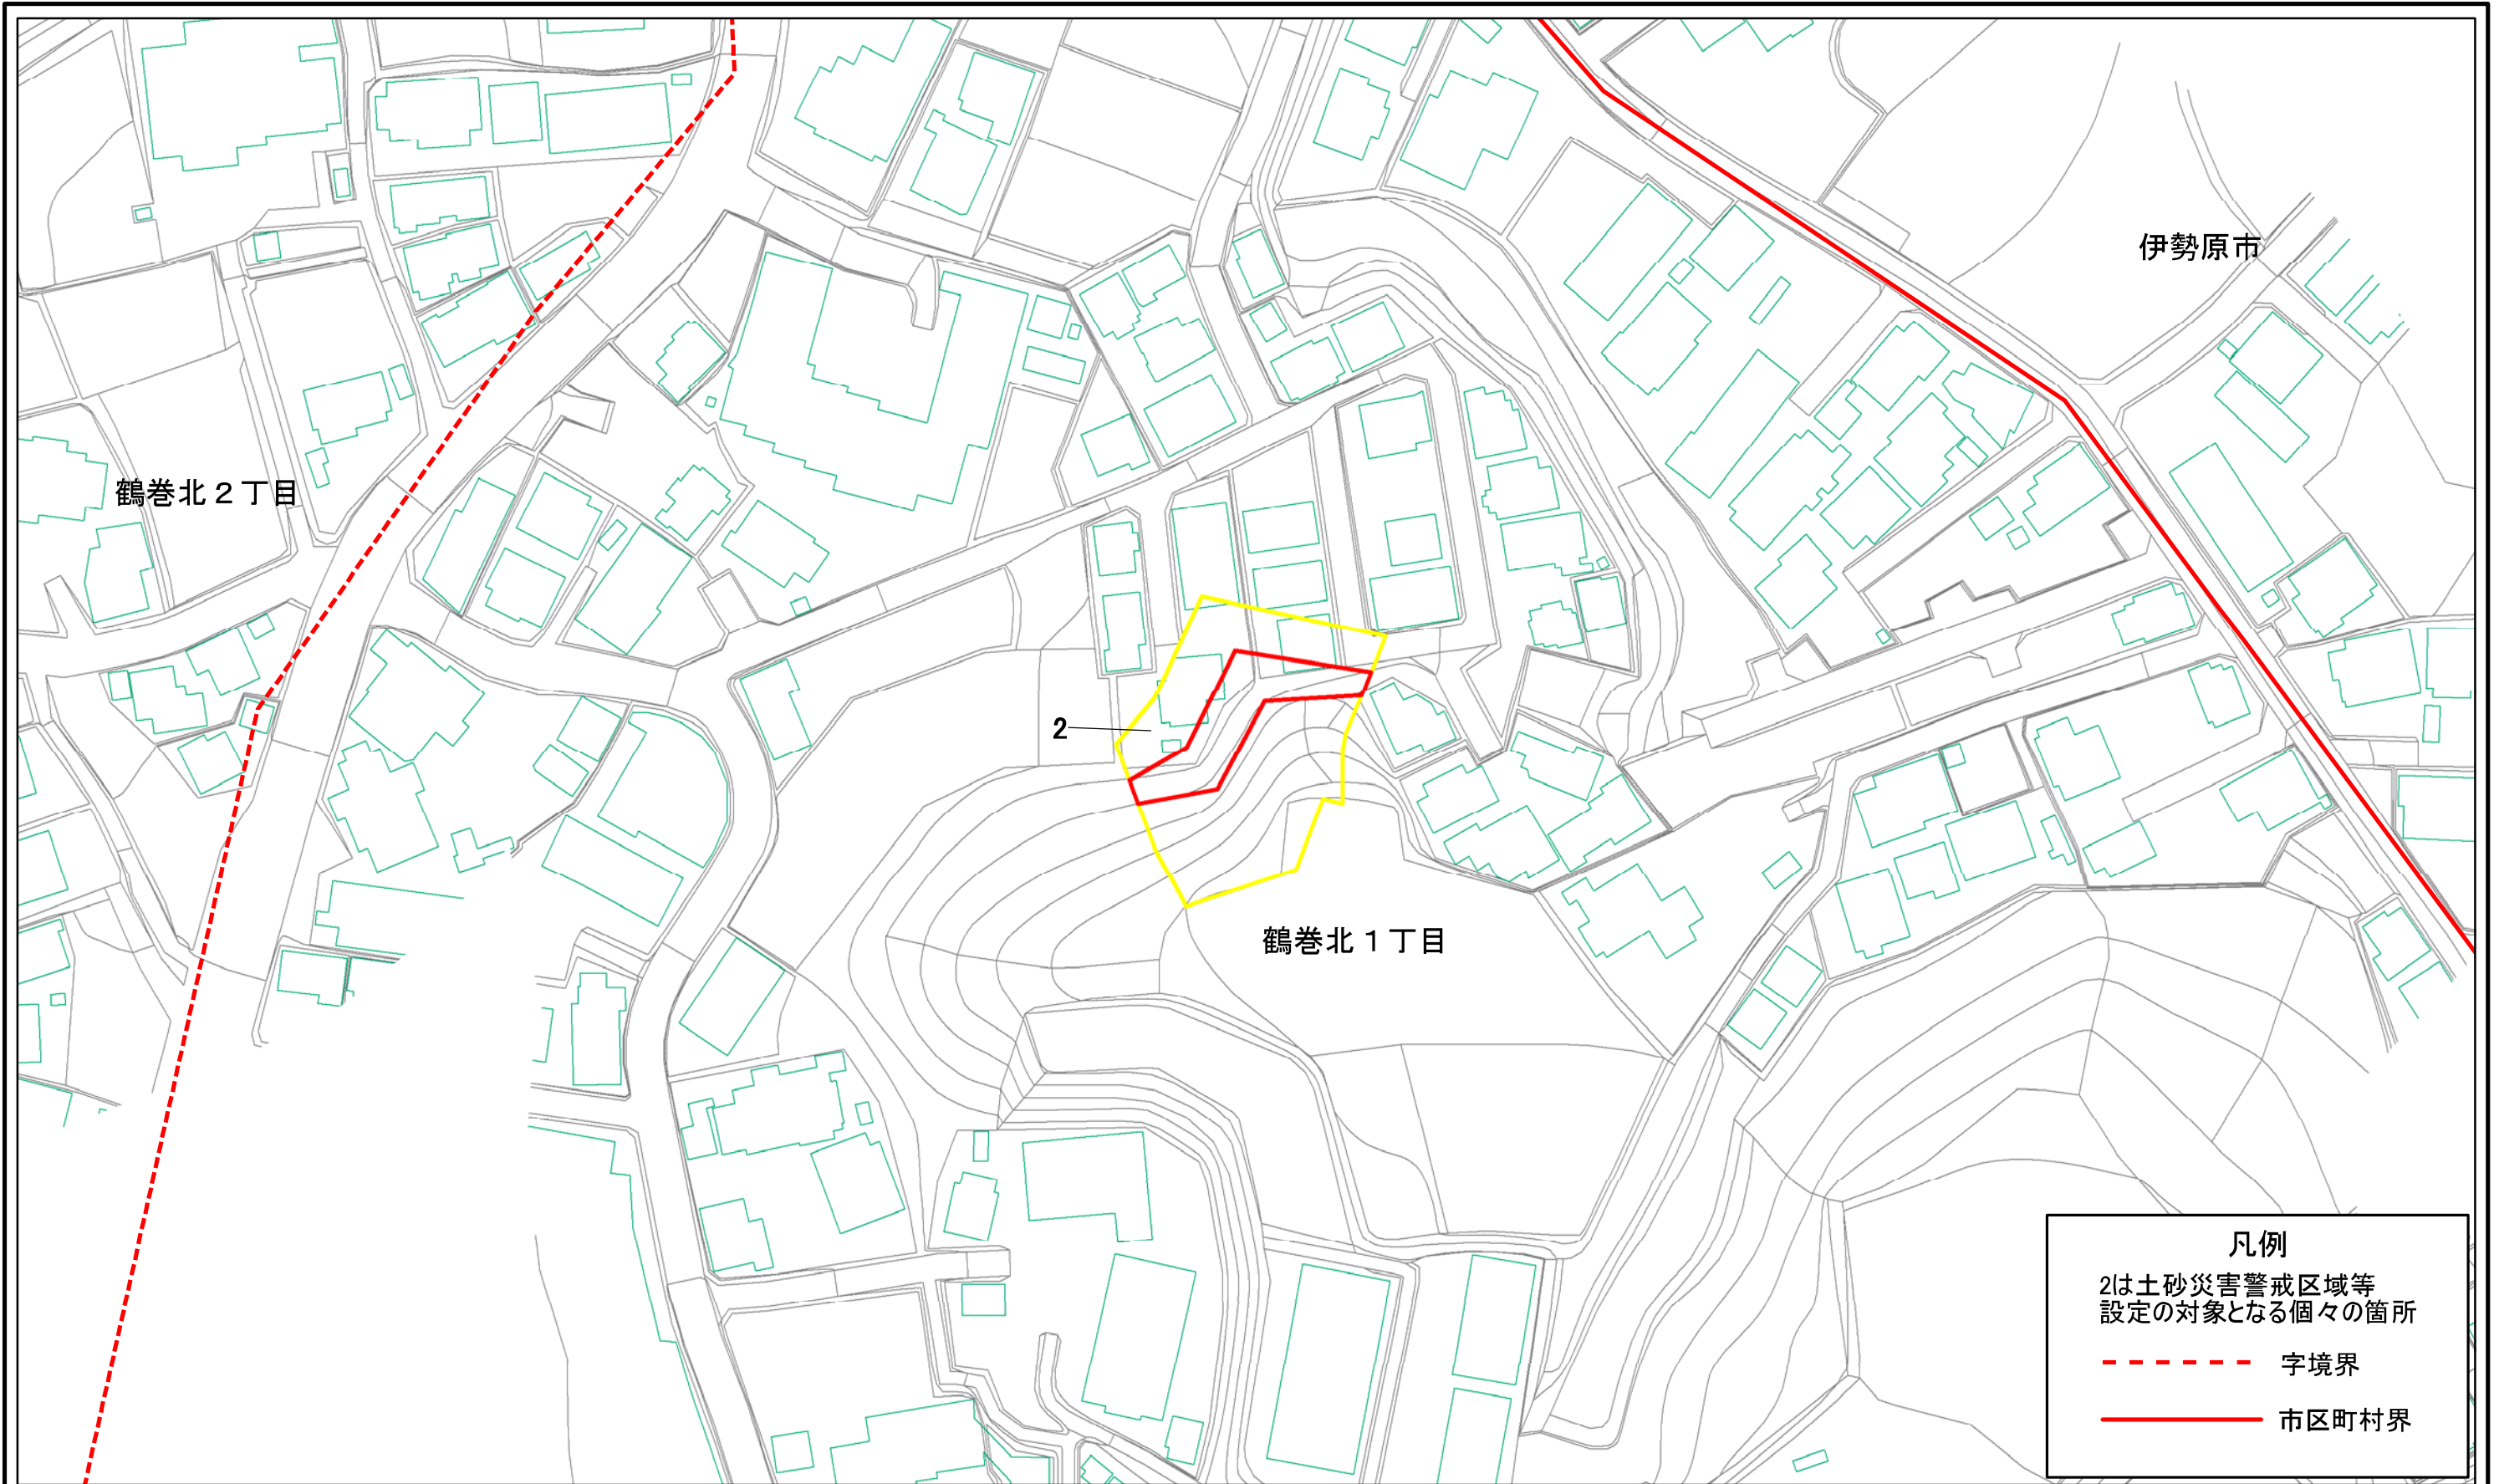 伊勢原市
鶴巻北２丁目
2
鶴巻北１丁目
凡例
2は土砂災害警戒区域等
設定の対象となる個々の箇所
字境界
市区町村界